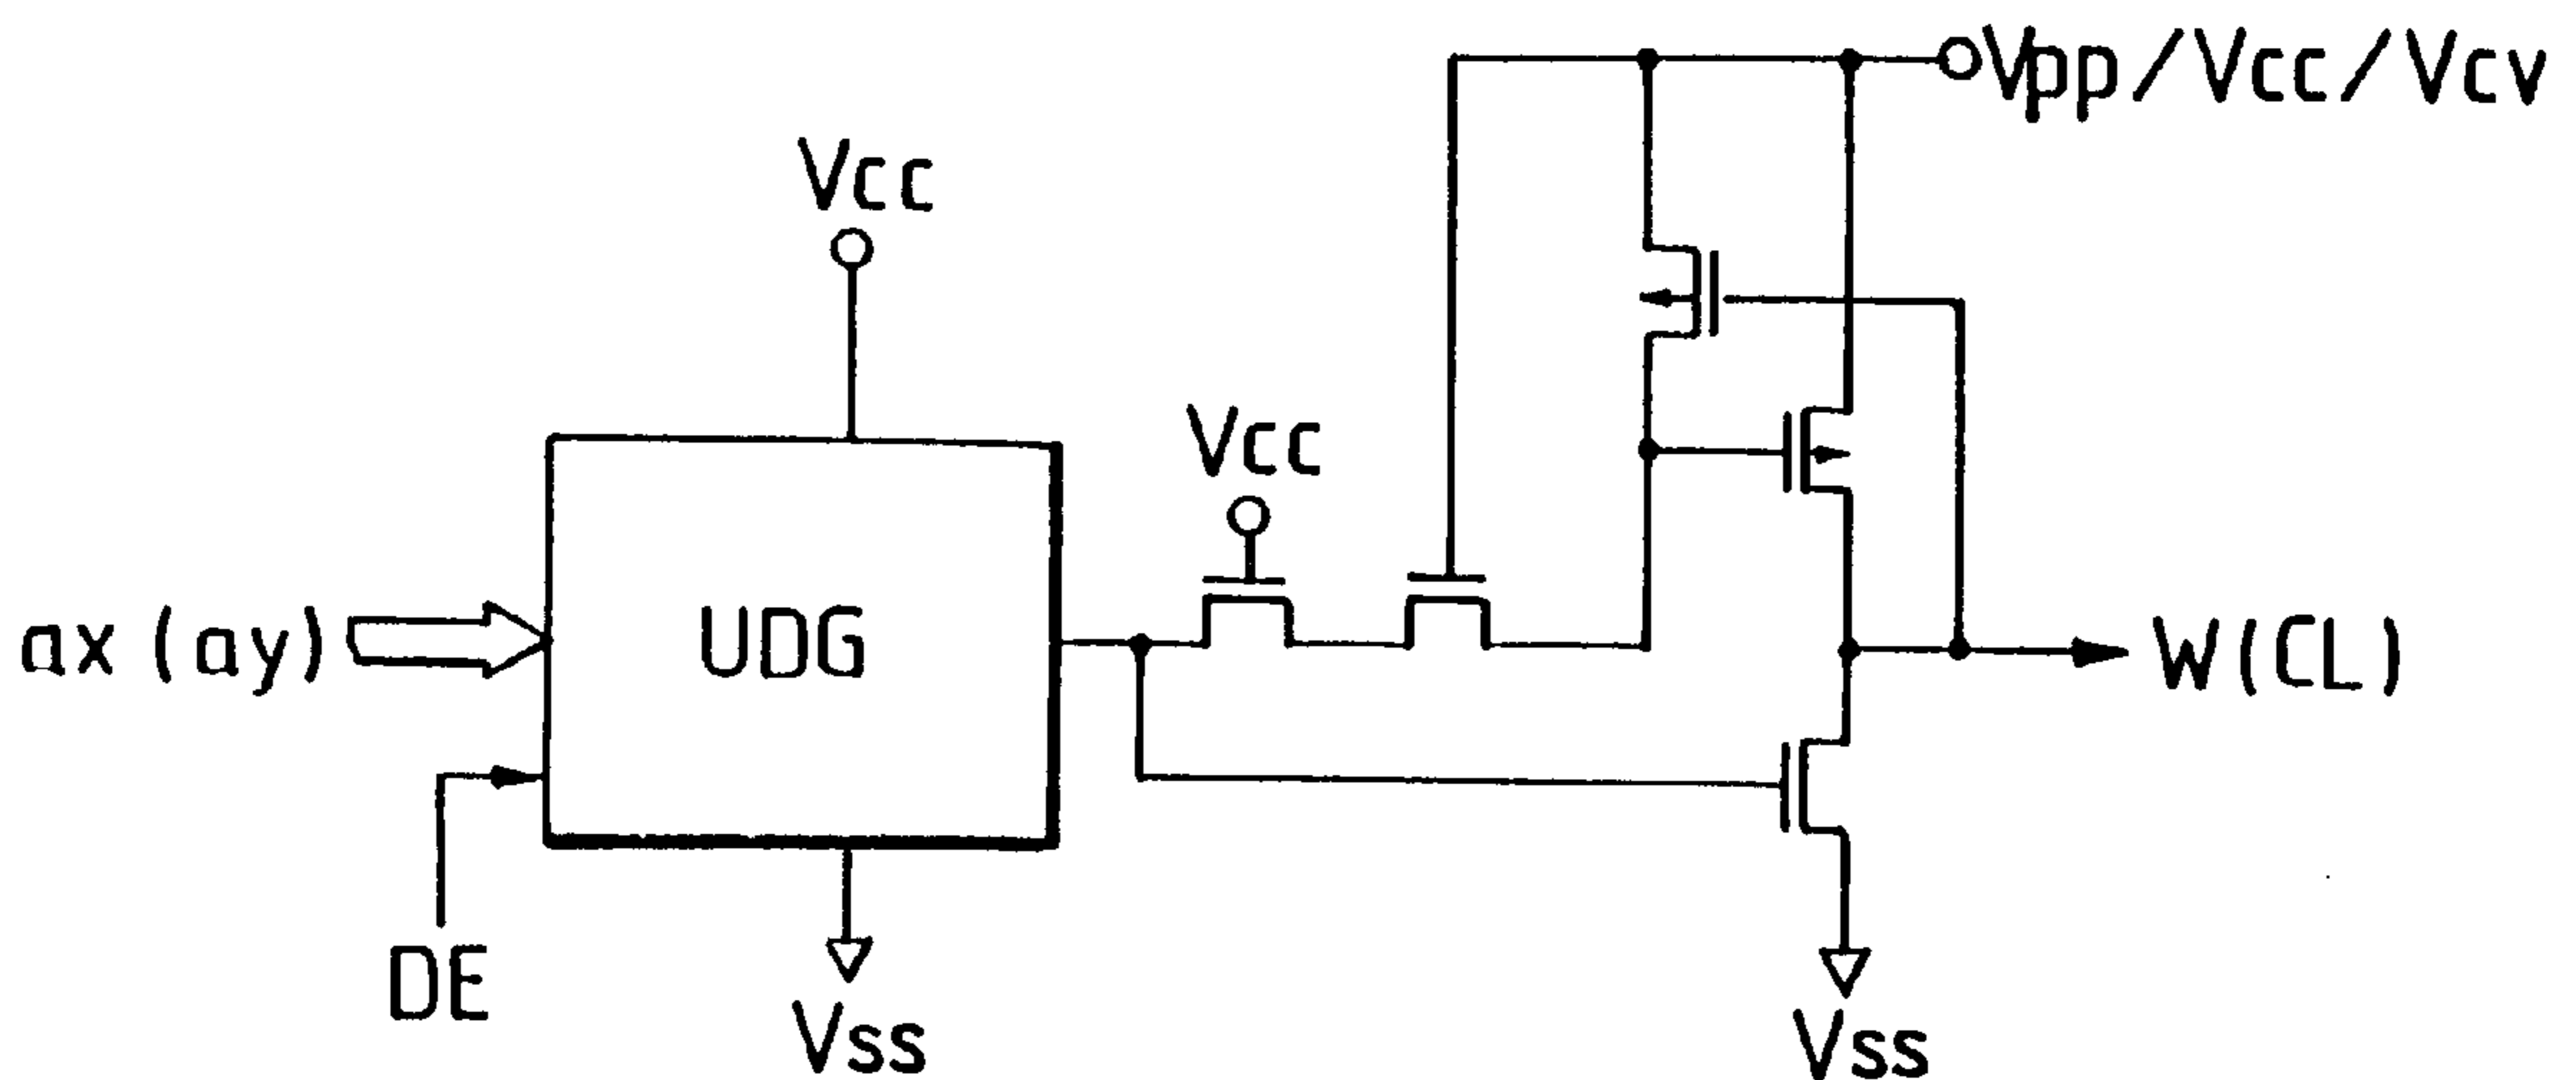 Vpp/Vcc/Vcv
Vcc
Vcc
ax (ay)
UDG
W(CL)
DE
Vss
Vss